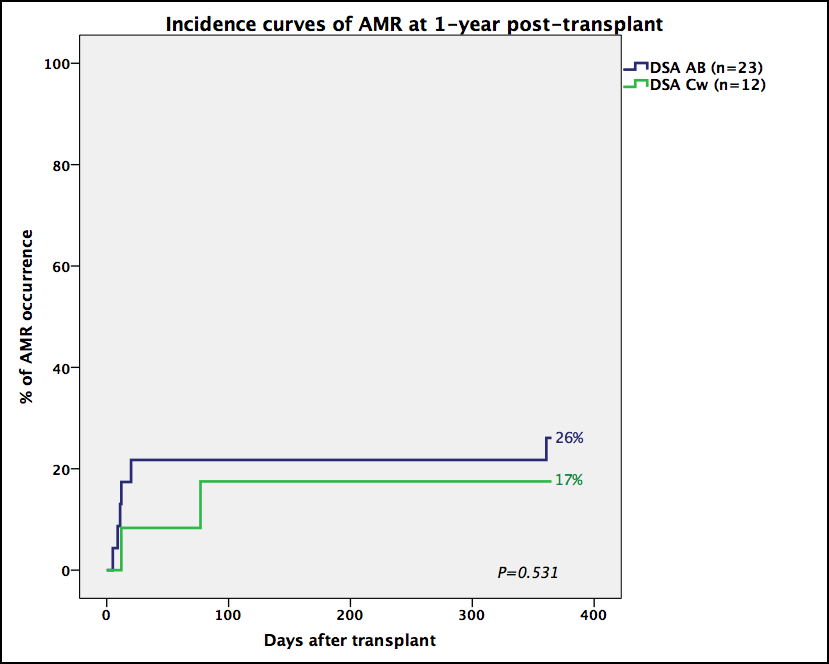 Incidence curves of AMR at 1-year post-transplant
DSA AB (n=23)
DSA Cw (n=12)
100
80
60
40
20
0
% of AMR occurrence
26%
17%
P=0.531
0 100 200 300 400
Days after transplant